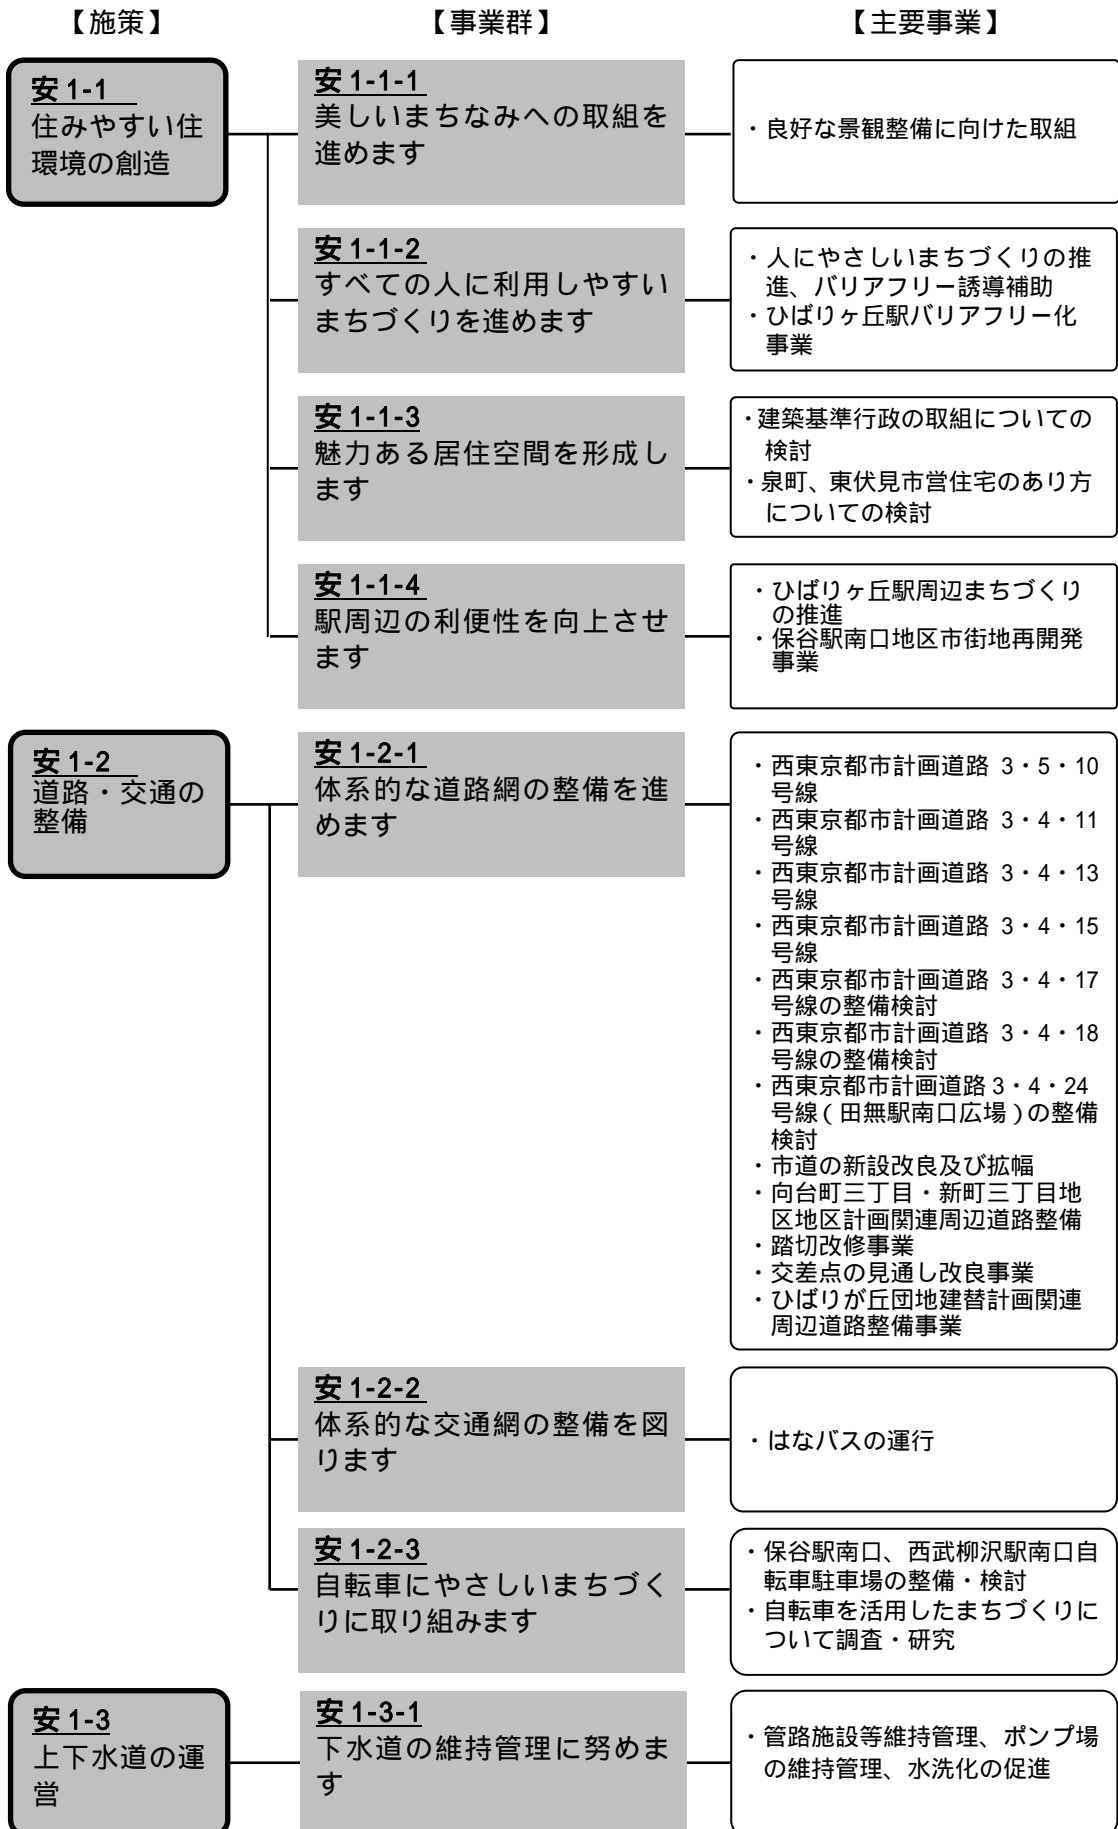 【施策】 【事業群】 【主要事業】
安 1-1
住みやすい住
環境の創造
安 1-1-1
美しいまちなみへの取組を
進めます
・良好な景観整備に向けた取組
安 1-1-2
すべての人に利用しやすい
まちづくりを進めます
・人にやさしいまちづくりの推
進、バリアフリー誘導補助
・ひばりヶ丘駅バリアフリー化
事業
安 1-1-3
魅力ある居住空間を形成し
ます
・建築基準行政の取組についての
検討
・泉町、東伏見市営住宅のあり方
についての検討
安 1-1-4
駅周辺の利便性を向上させ
ます
・ひばりヶ丘駅周辺まちづくり
の推進
・保谷駅南口地区市街地再開発
事業
安 1-2
道路・交通の
整備
安 1-2-1
体系的な道路網の整備を進
めます
・西東京都市計画道路 3・5・10
号線
・西東京都市計画道路 3・4・11
号線
・西東京都市計画道路 3・4・13
号線
・西東京都市計画道路 3・4・15
号線
・西東京都市計画道路 3・4・17
号線の整備検討
・西東京都市計画道路 3・4・18
号線の整備検討
・西東京都市計画道路 3・4・24
号線(田無駅南口広場)の整備
検討
・市道の新設改良及び拡幅
・向台町三丁目・新町三丁目地
区地区計画関連周辺道路整備
・踏切改修事業
・交差点の見通し改良事業
・ひばりが丘団地建替計画関連
周辺道路整備事業
安 1-2-2
体系的な交通網の整備を図
ります
・はなバスの運行
安 1-2-3
自転車にやさしいまちづく
りに取り組みます
・保谷駅南口、西武柳沢駅南口自
転車駐車場の整備・検討
・自転車を活用したまちづくりに
ついて調査・研究
安 1-3
上下水道の運
営
安 1-3-1
下水道の維持管理に努めま
す
・管路施設等維持管理、ポンプ場
の維持管理、水洗化の促進